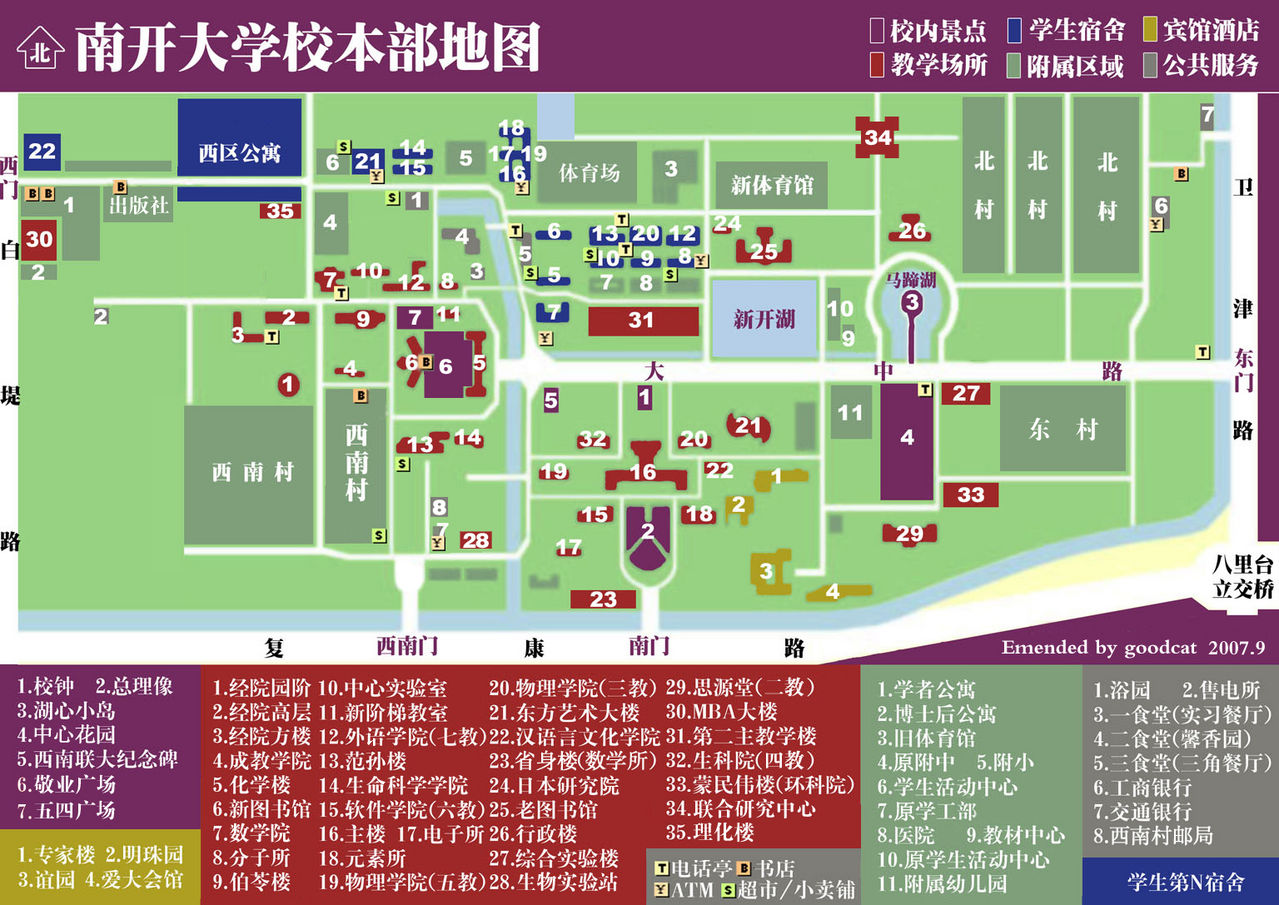 北
南开大学校本部地图
校内景点 学生宿舍 宾馆酒店
教学场所 附属区域 公共服务
西门
白堤路
卫津路
东门
复康路
西南门
南门
八里台
立交桥
大中路
22
西区公寓
6
21
14
15
5
18
17
19
16
体育场
3
新体育馆
34
北村
北村
北村
7
1
出版社
35
4
1
30
2
4
3
5
6
13
20
12
10
9
8
5
7
8
24
25
26
6
7
10
12
8
2
3
2
9
7
11
7
31
新开湖
10
9
马蹄湖
3
1
4
6
6
5
5
1
11
4
27
西南村
西南村
东村
13
14
32
16
20
21
19
22
1
2
33
8
7
28
15
2
18
17
29
3
4
23
Emended by goodcat 2007.9
1.校钟 2.总理像
3.湖心小岛
4.中心花园
5.西南联大纪念碑
6.敬业广场
7.五四广场
1.专家楼 2.明珠园
3.谊园 4.爱大会馆
1.经院园阶
2.经院高层
3.经院方楼
4.成教学院
5.化学楼
6.新图书馆
7.数学院
8.分子所
9.伯苓楼
10.中心实验室
11.新阶梯教室
12.外语学院(七教)
13.范孙楼
14.生命科学学院
15.软件学院(六教)
16.主楼 17.电子所
18.元素所
19.物理学院(五教)
20.物理学院(三教)
21.东方艺术大楼
22.汉语言文化学院
23.省身楼(数学所)
24.日本研究院
25.老图书馆
26.行政楼
27.综合实验楼
28.生物实验站
29.思源堂(二教)
30.MBA大楼
31.第二主教学楼
32.生科院(四教)
33.蒙民伟楼(环科院)
34.联合研究中心
35.理化楼
T电话亭 B书店
¥ATM $超市/小卖铺
1.学者公寓
2.博士后公寓
3.旧体育馆
4.原附中 5.附小
6.学生活动中心
7.原学工部
8.医院 9.教材中心
10.原学生活动中心
11.附属幼儿园
1.浴园 2.售电所
3.一食堂(实习餐厅)
4.二食堂(馨香园)
5.三食堂(三角餐厅)
6.工商银行
7.交通银行
8.西南村邮局
学生第N宿舍